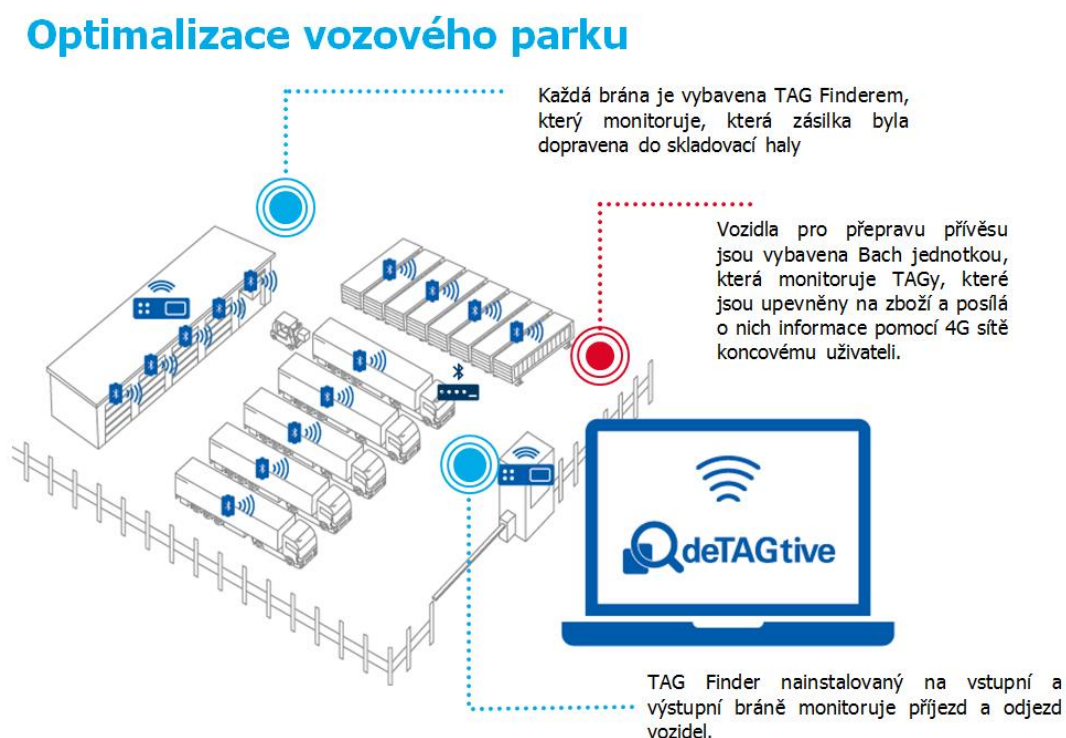 Optimalizace vozového parku
Každá brána je vybavena TAG Finderem,
který monitoruje, která zásilka byla
dopravena do skladovací haly
Vozidla pro přepravu přívěsu
jsou vybavena Bach jednotkou,
která monitoruje TAGy, které
jsou upevněny na zboží a posílá
o nich informace pomocí 4G sítě
koncovému uživateli.
deTAGtive
TAG Finder nainstalovaný na vstupní a
výstupní bráně monitoruje příjezd a odjezd
vozidel.